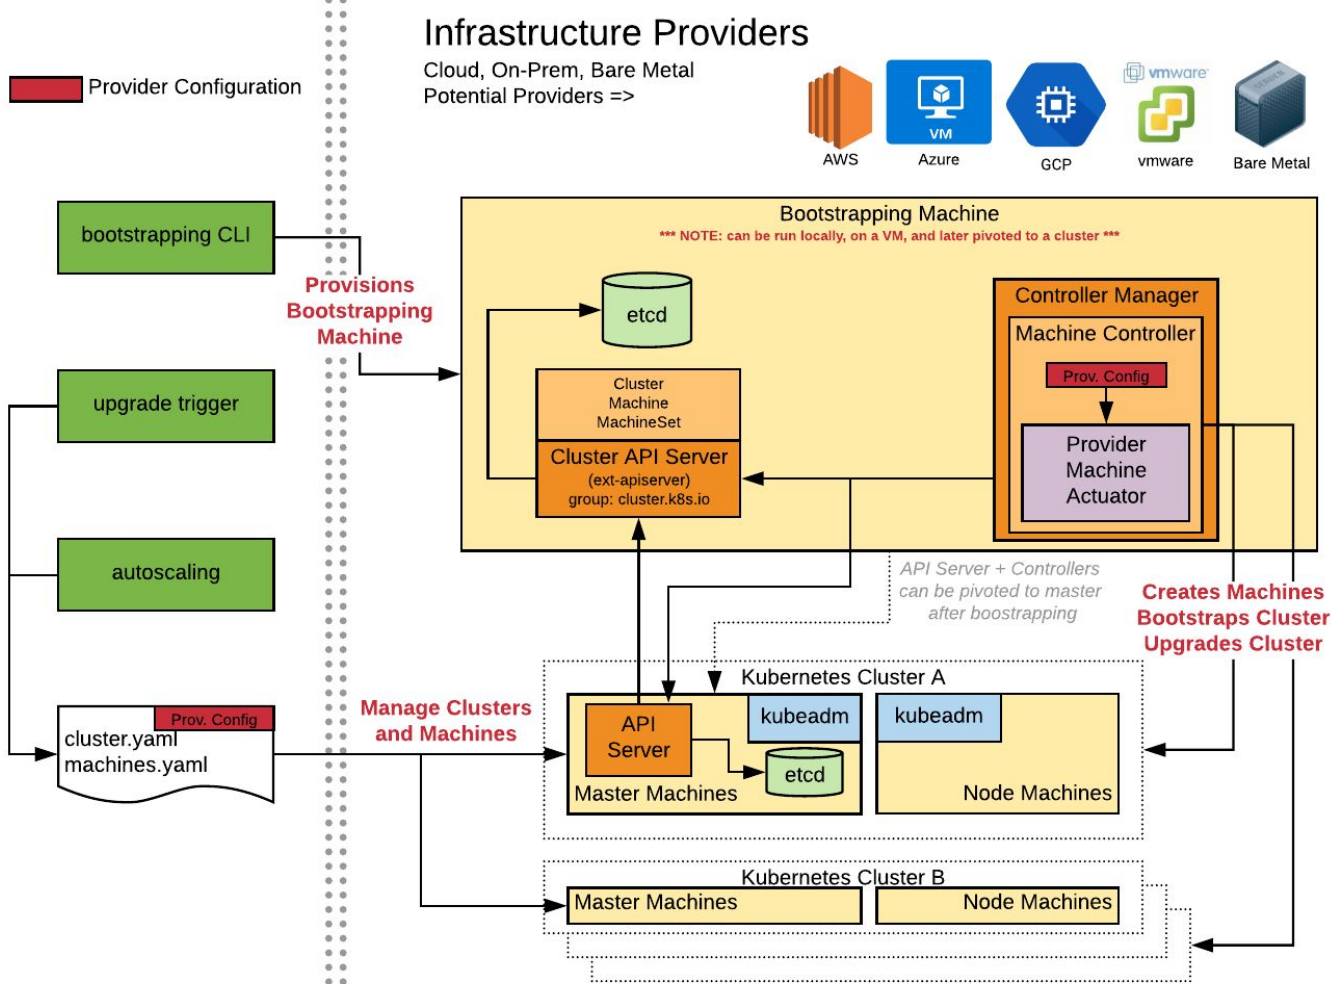 Infrastructure Providers
Cloud, On-Prem, Bare Metal
Potential Providers =>
Provider Configuration
vmware
VM
AWS
Azure
GCP
vmware
Bare Metal
SERVER
bootstrapping CLI
Provisions
Bootstrapping
Machine
upgrade trigger
autoscaling
Prov. Config
cluster.yaml
machines.yaml
Manage Clusters
and Machines
Bootstrapping Machine
*** NOTE: can be run locally, on a VM, and later pivoted to a cluster ***
etcd
Cluster
Machine
MachineSet
Cluster API Server
(ext-apiserver)
group: cluster.k8s.io
Controller Manager
Machine Controller
Prov. Config
Provider
Machine
Actuator
API Server + Controllers
can be pivoted to master
after boostrapping
Creates Machines
Bootstraps Cluster
Upgrades Cluster
Kubernetes Cluster A
API
Server
kubeadm
etcd
Master Machines
kubeadm
Node Machines
Kubernetes Cluster B
Master Machines
Node Machines